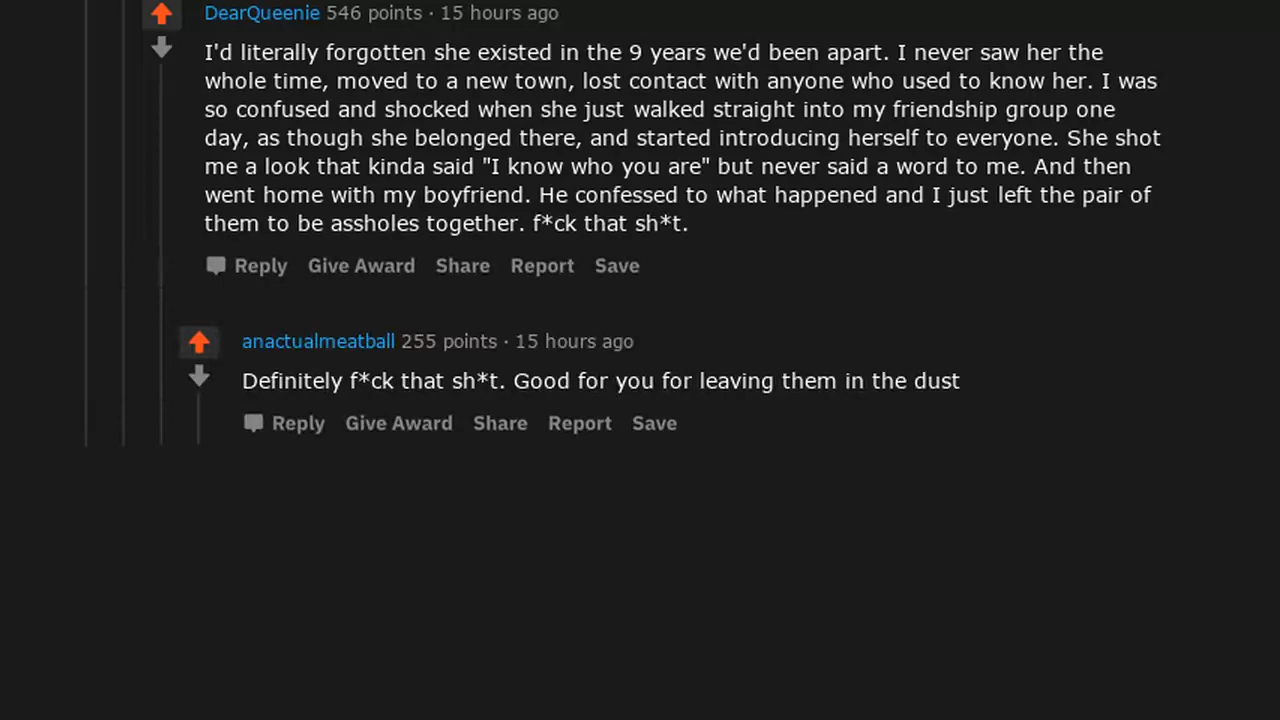 DearQueenie 546 points · 15 hours ago
I'd literally forgotten she existed in the 9 years we'd been apart. I never saw her the
whole time, moved to a new town, lost contact with anyone who used to know her. I was
so confused and shocked when she just walked straight into my friendship group one
day, as though she belonged there, and started introducing herself to everyone. She shot
me a look that kinda said "I know who you are" but never said a word to me. And then
went home with my boyfriend. He confessed to what happened and I just left the pair of
them to be assholes together. f*ck that sh*t.
Reply Give Award Share Report Save
anactualmeatball 255 points · 15 hours ago
Definitely f*ck that sh*t. Good for you for leaving them in the dust
Reply Give Award Share Report Save